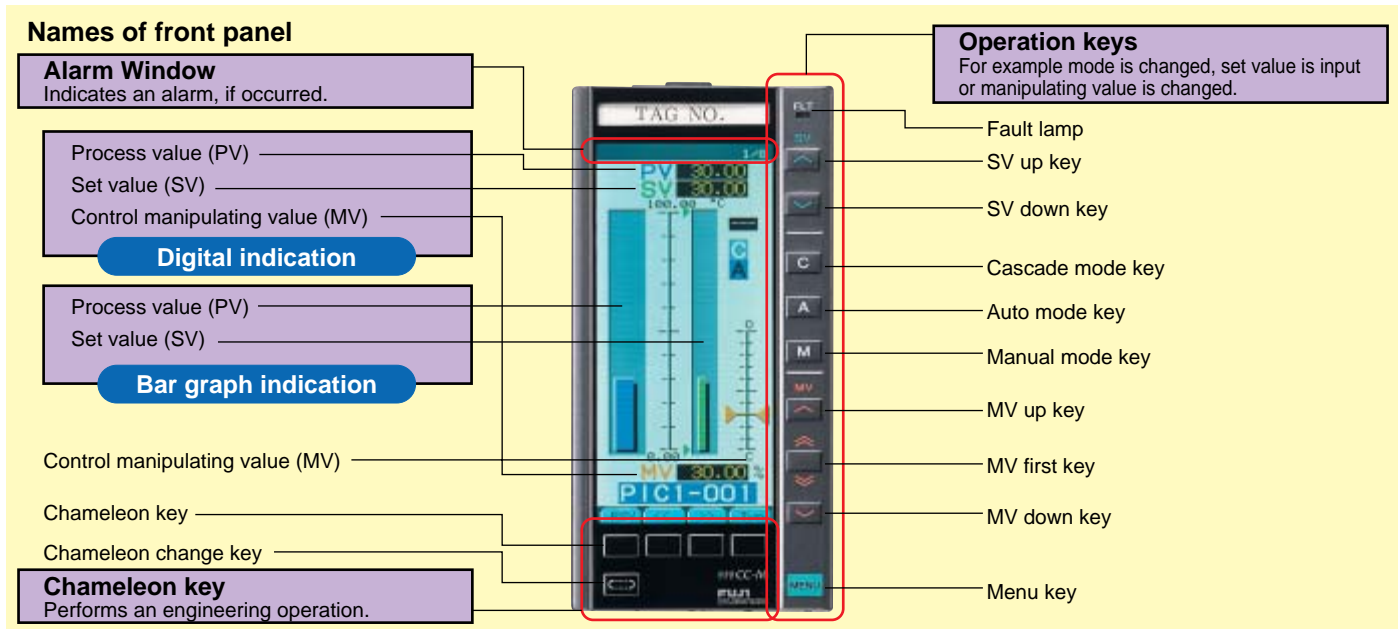 Names of front panel
Alarm Window
Indicates an alarm, if occurred.
Process value (PV)
Set value (SV)
Control manipulating value (MV)
Digital indication
Process value (PV)
Set value (SV)
Bar graph indication
Control manipulating value (MV)
Chameleon key
Chameleon change key
Chameleon key
Performs an engineering operation.
TAG NO.
PV 30.00
SV 30.00
100.00 °C
C
A
O
0.00
C
MV 30.00 %
PIC1-001
CC-M
FUJI
FLT
SV
C
A
M
MV
MENU
Operation keys
For example mode is changed, set value is input
or manipulating value is changed.
Fault lamp
SV up key
SV down key
Cascade mode key
Auto mode key
Manual mode key
MV up key
MV first key
MV down key
Menu key